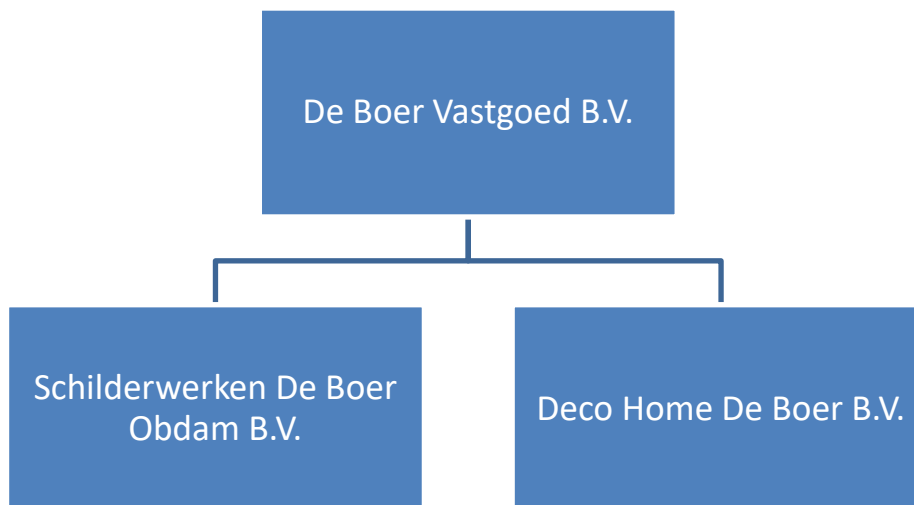 De Boer Vastgoed B.V.
Schilderwerken De Boer
Obdam B.V.
Deco Home De Boer B.V.